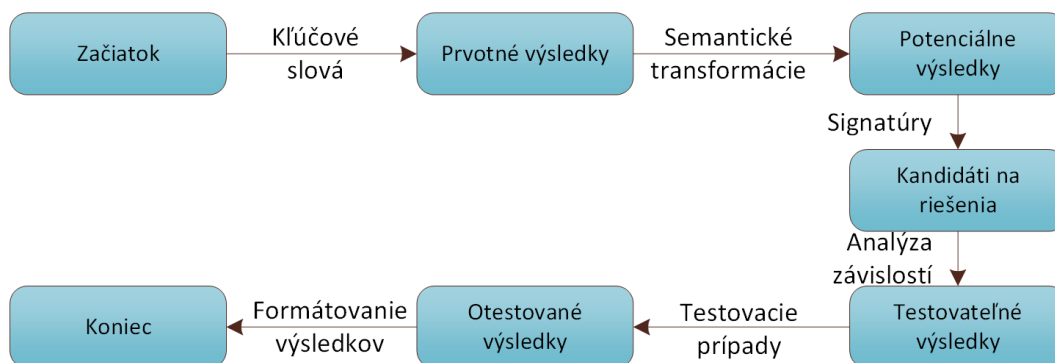 Začiatok
Kľúčové
slová
Prvotné výsledky
Semantické
transformácie
Potenciálne
výsledky
Signatúry
Kandidáti na
riešenia
Analýza
závislostí
Testovateľné
výsledky
Testovacie
prípady
Otestované
výsledky
Formátovanie
výsledkov
Koniec